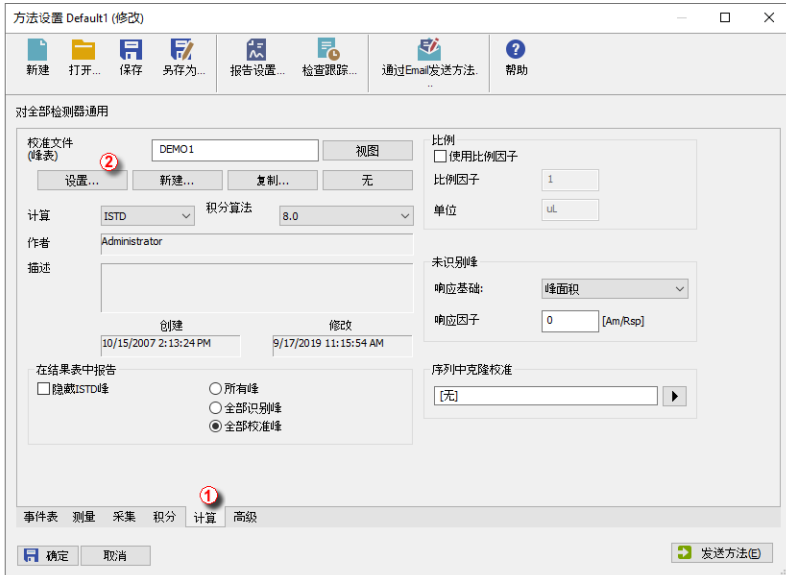 方法设置 Default1 (修改)
新建 打开... 保存 另存为... 报告设置... 检查跟踪... 通过Email发送方法... 帮助
对全部检测器通用
校准文件
(峰表)
DEMO1
视图
②
设置... 新建... 复制... 无
计算 ISTD 积分算法 8.0
作者 Administrator
描述
创建 修改
10/15/2007 2:13:24 PM 9/17/2019 11:15:54 AM
在结果表中报告
隐藏ISTD峰 所有峰
全部识别峰
全部校准峰
比例
使用比例因子
比例因子 1
单位 uL
未识别峰
响应基础: 峰面积
响应因子 0 [Am/Rsp]
序列中克隆校准
[无]
①
事件表 测量 采集 积分 计算 高级
确定 取消 发送方法(E)